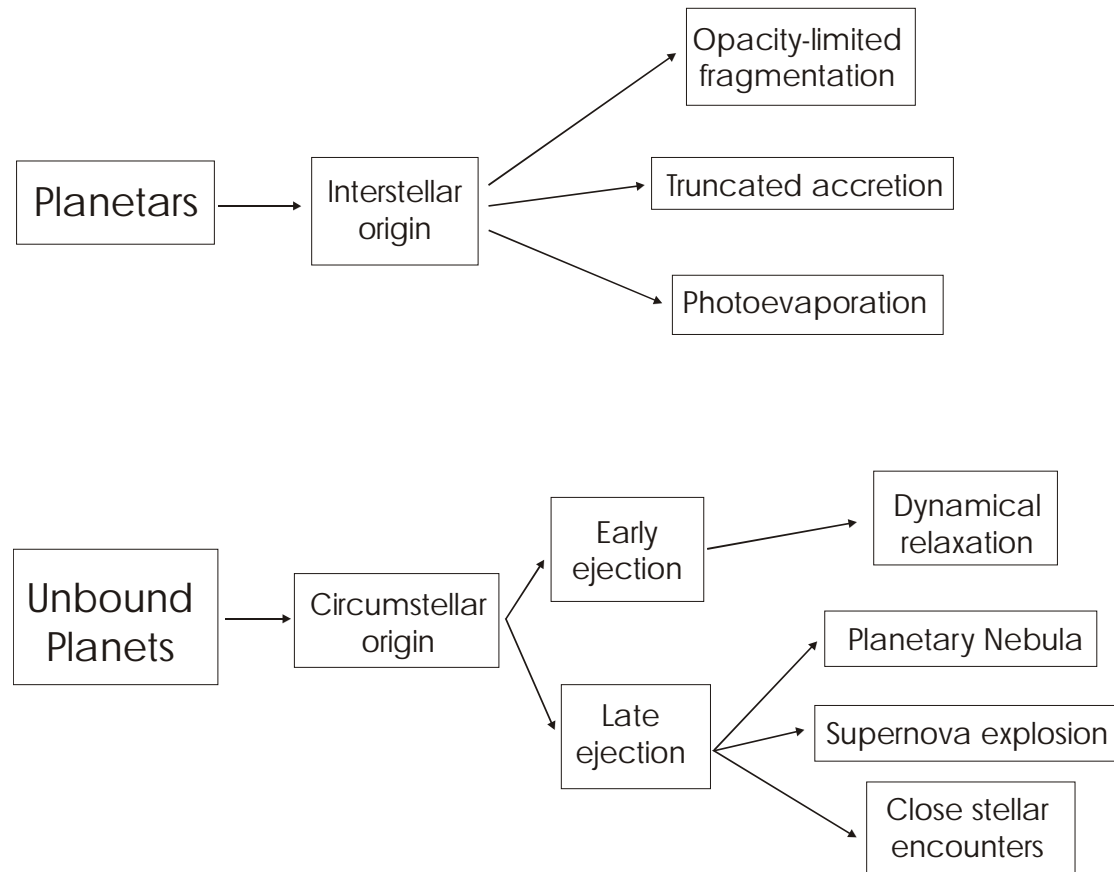 Opacity-limited
fragmentation
Planetars
Interstellar
origin
Truncated accretion
Photoevaporation
Unbound
Planets
Circumstellar
origin
Early
ejection
Dynamical
relaxation
Late
ejection
Planetary Nebula
Supernova explosion
Close stellar
encounters